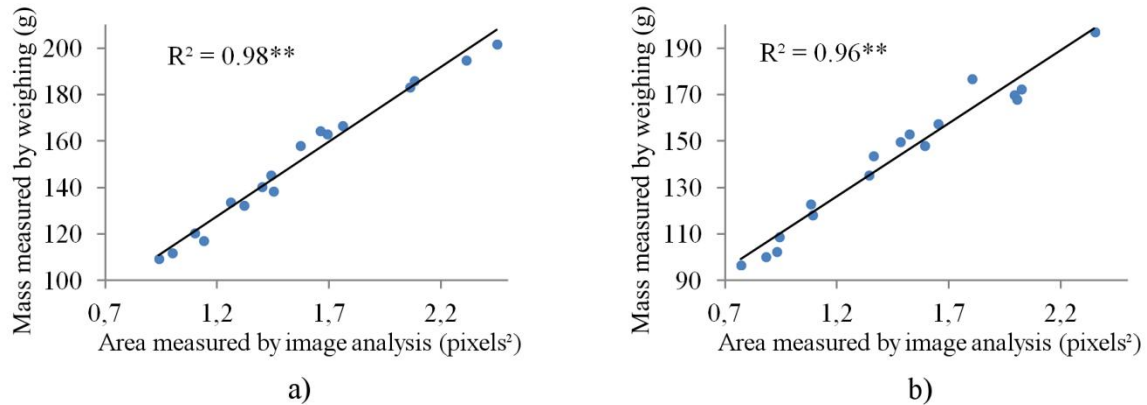 Mass measured by weighing (g)
R² = 0.98**
200
180
160
140
120
100
0,7 1,2 1,7 2,2
Area measured by image analysis (pixels²)
a)
Mass measured by weighing (g)
R² = 0.96**
190
170
150
130
110
90
0,7 1,2 1,7 2,2
Area measured by image analysis (pixels²)
b)